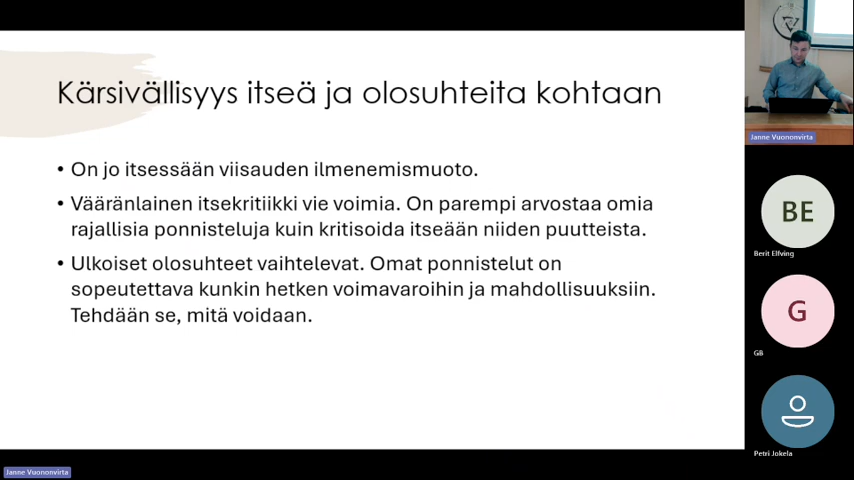 Kärsivällisyys itseä ja olosuhteita kohtaan
• On jo itsessään viisauden ilmenemismuoto.
• Vääränlainen itsekritiikki vie voimia. On parempi arvostaa omia
rajallisia ponnisteluja kuin kritisoida itseään niiden puutteista.
• Ulkoiset olosuhteet vaihtelevat. Omat ponnistelut on
sopeutettava kunkin hetken voimavaroihin ja mahdollisuuksiin.
Tehdään se, mitä voidaan.
Janne Vuononvirta
BE
Berit Elfving
G
GB
Petri Jokela
Janne Vuononvirta